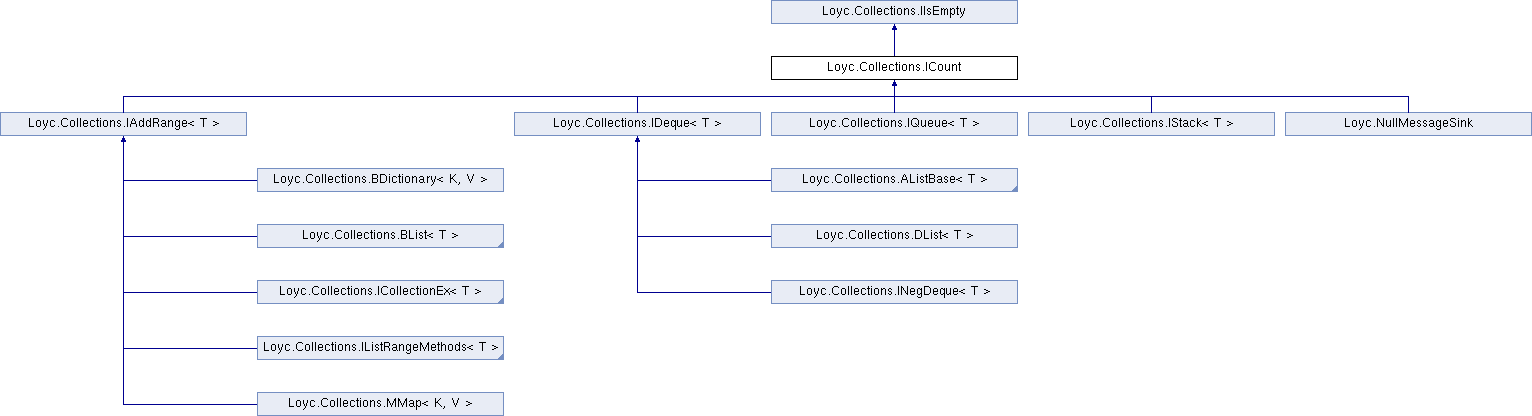 Loyc.Collections.IIsEmpty
Loyc.Collections.ICount
Loyc.Collections.IAddRange< T >
Loyc.Collections.IDeque< T >
Loyc.Collections.IQueue< T >
Loyc.Collections.IStack< T >
Loyc.NullMessageSink
Loyc.Collections.BDictionary< K, V >
Loyc.Collections.AListBase< T >
Loyc.Collections.BList< T >
Loyc.Collections.DList< T >
Loyc.Collections.ICollectionEx< T >
Loyc.Collections.INegDeque< T >
Loyc.Collections.IListRangeMethods< T >
Loyc.Collections.MMap< K, V >